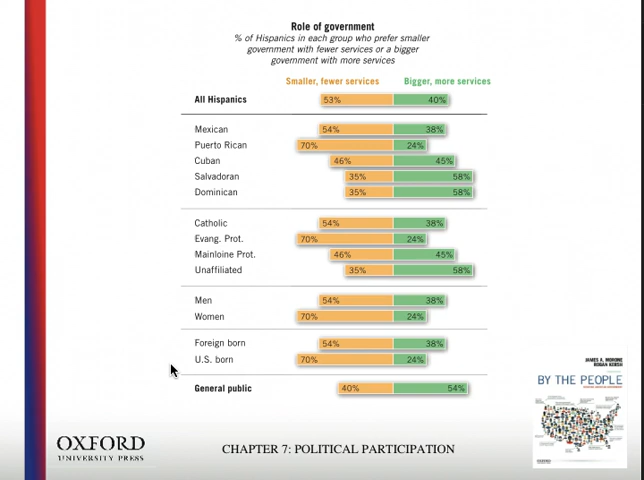 Role of government
% of Hispanics in each group who prefer smaller
government with fewer services or a bigger
government with more services
Smaller, fewer services Bigger, more services
All Hispanics 53% 40%
Mexican 54% 38%
Puerto Rican 70% 24%
Cuban 46% 45%
Salvadoran 35% 58%
Dominican 35% 58%
Catholic 54% 38%
Evang. Prot. 70% 24%
Mainloine Prot. 46% 45%
Unaffiliated 35% 58%
Men 54% 38%
Women 70% 24%
Foreign born 54% 38%
U.S. born 70% 24%
General public 40% 54%
JAMES A. MORONE
ROGAN KERSH
BY THE PEOPLE
OXFORD
UNIVERSITY PRESS
CHAPTER 7: POLITICAL PARTICIPATION